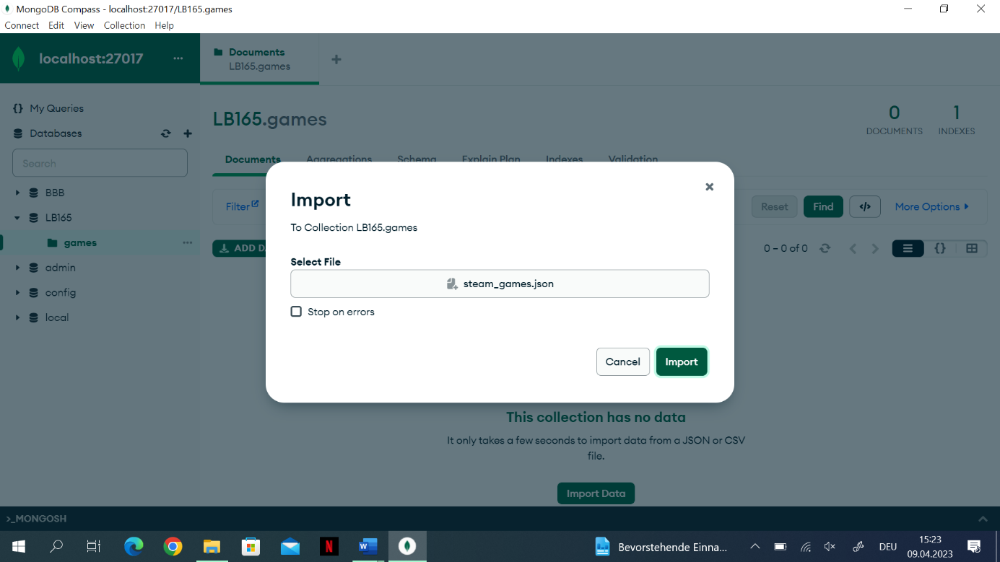 MongoDB Compass - localhost:27017/LB165.games
Connect Edit View Collection Help
localhost:27017
Documents
LB165.games
My Queries
Databases
Search
BBB
LB165
games
admin
config
local
LB165.games
0
DOCUMENTS
1
INDEXES
Documents Aggregations Schema Explain Plan Indexes Validation
Filter
Reset Find </> More Options
ADD DA
0 – 0 of 0
{}
Import
To Collection LB165.games
Select File
steam_games.json
Stop on errors
Cancel Import
This collection has no data
It only takes a few seconds to import data from a JSON or CSV
file.
Import Data
>_MONGOSH
Bevorstehende Einna...
DEU
15:23
09.04.2023